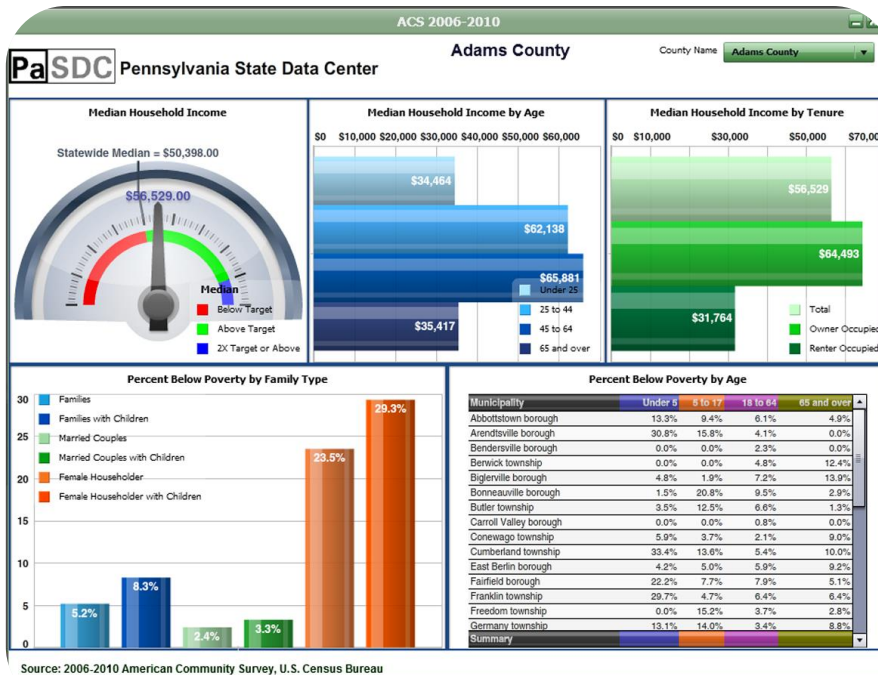 ACS 2006-2010
PaSDC Pennsylvania State Data Center
Adams County
County Name
Adams County
Median Household Income
Statewide Median = $50,398.00
$56,529.00
Median
Below Target
Above Target
2X Target or Above
Median Household Income by Age
$0 $10,000 $20,000 $30,000 $40,000 $50,000 $60,000
$34,464
$62,138
$65,881
$35,417
Under 25
25 to 44
45 to 64
65 and over
Median Household Income by Tenure
$0 $10,000 $30,000 $50,000 $70,00
$56,529
$64,493
$31,764
Total
Owner Occupied
Renter Occupied
Percent Below Poverty by Family Type
30
25
20
15
10
5
0
Families
Families with Children
Married Couples
Married Couples with Children
Female Householder
Female Householder with Children
5.2%
8.3%
2.4%
3.3%
23.5%
29.3%
Percent Below Poverty by Age
Municipality Under 5 5 to 17 18 to 64 65 and over
Abbottstown borough 13.3% 9.4% 6.1% 4.9%
Arendtsville borough 30.8% 15.8% 4.1% 0.0%
Bendersville borough 0.0% 0.0% 2.3% 0.0%
Berwick township 0.0% 0.0% 4.8% 12.4%
Biglerville borough 4.8% 1.9% 7.2% 13.9%
Bonneauville borough 1.5% 20.8% 9.5% 2.9%
Butler township 3.5% 12.5% 6.6% 1.3%
Carroll Valley borough 0.0% 0.0% 0.8% 0.0%
Conewago township 5.9% 3.7% 2.1% 9.0%
Cumberland township 33.4% 13.6% 5.4% 10.0%
East Berlin borough 4.2% 5.0% 5.9% 9.2%
Fairfield borough 22.2% 7.7% 7.9% 5.1%
Franklin township 29.7% 4.7% 6.4% 6.4%
Freedom township 0.0% 15.2% 3.7% 2.8%
Germany township 13.1% 14.0% 3.4% 8.8%
Summary
Source: 2006-2010 American Community Survey, U.S. Census Bureau